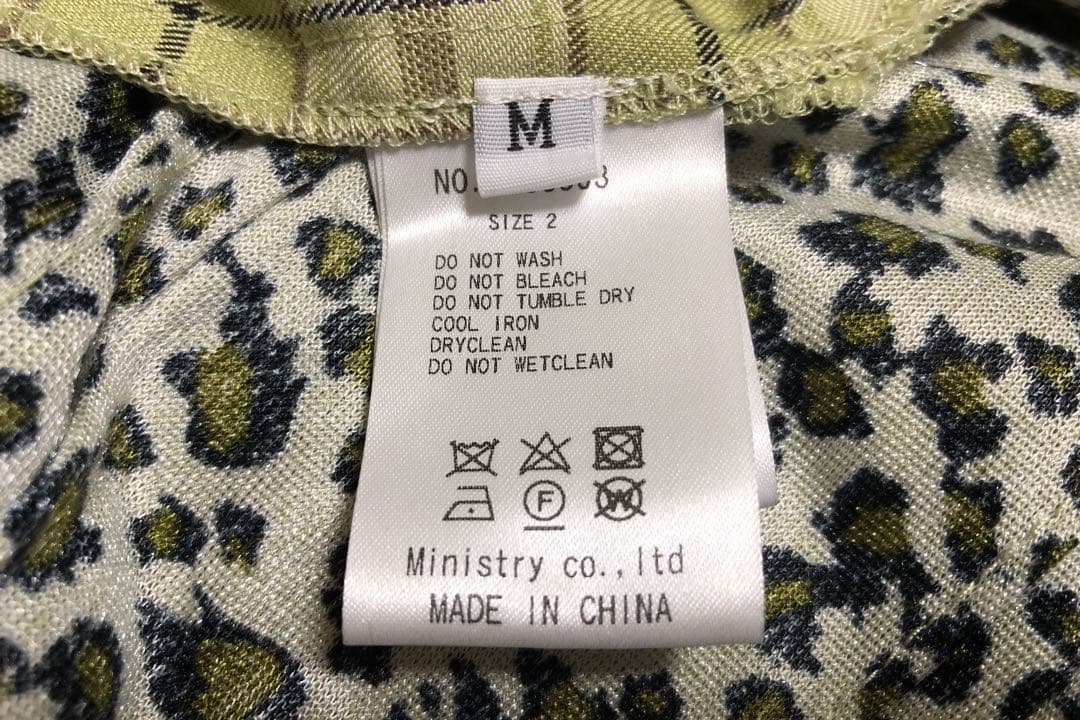 M
NO.
SIZE 2
DO NOT WASH
DO NOT BLEACH
DO NOT TUMBLE DRY
COOL IRON
DRYCLEAN
DO NOT WETCLEAN
F
W
Ministry co.,ltd
MADE IN CHINA